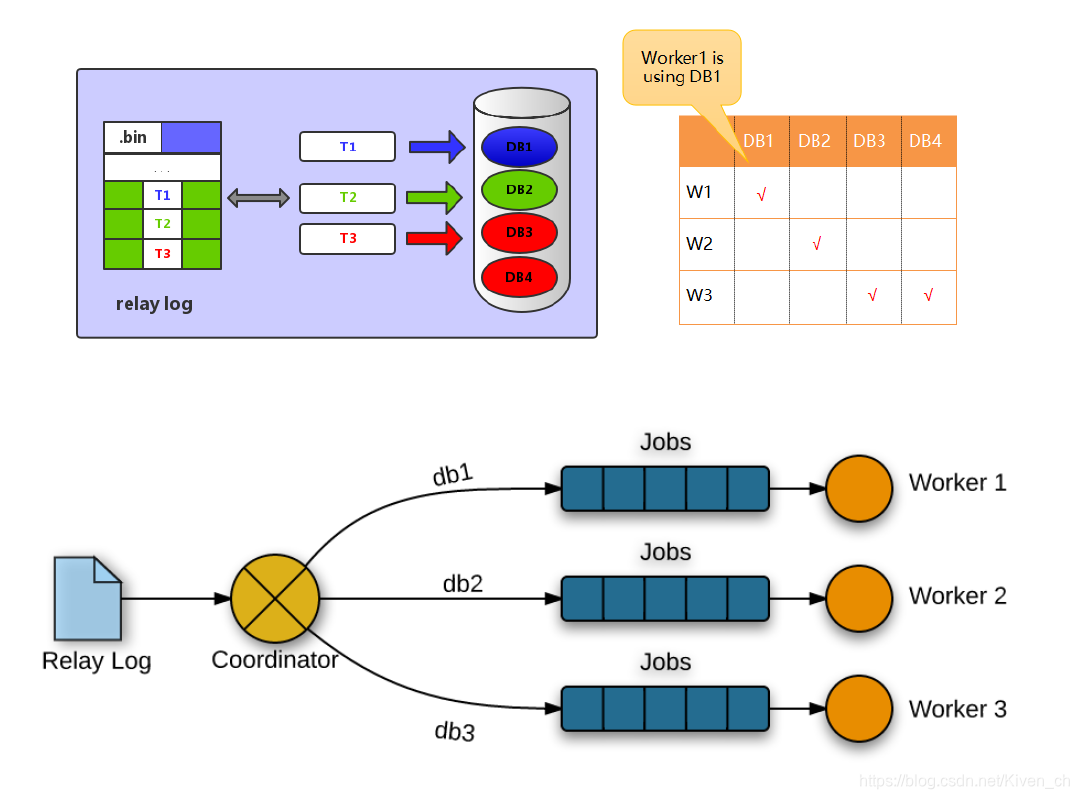 Worker1 is
using DB1
.bin
...
T1
T2
T3
relay log
T1
T2
T3
DB1
DB2
DB3
DB4
DB1 DB2 DB3 DB4
W1 √
W2 √
W3 √ √
Jobs
db1
Worker 1
Jobs
db2
Worker 2
Relay Log
Coordinator
Jobs
db3
Worker 3
https://blog.csdn.net/Kiven_ch